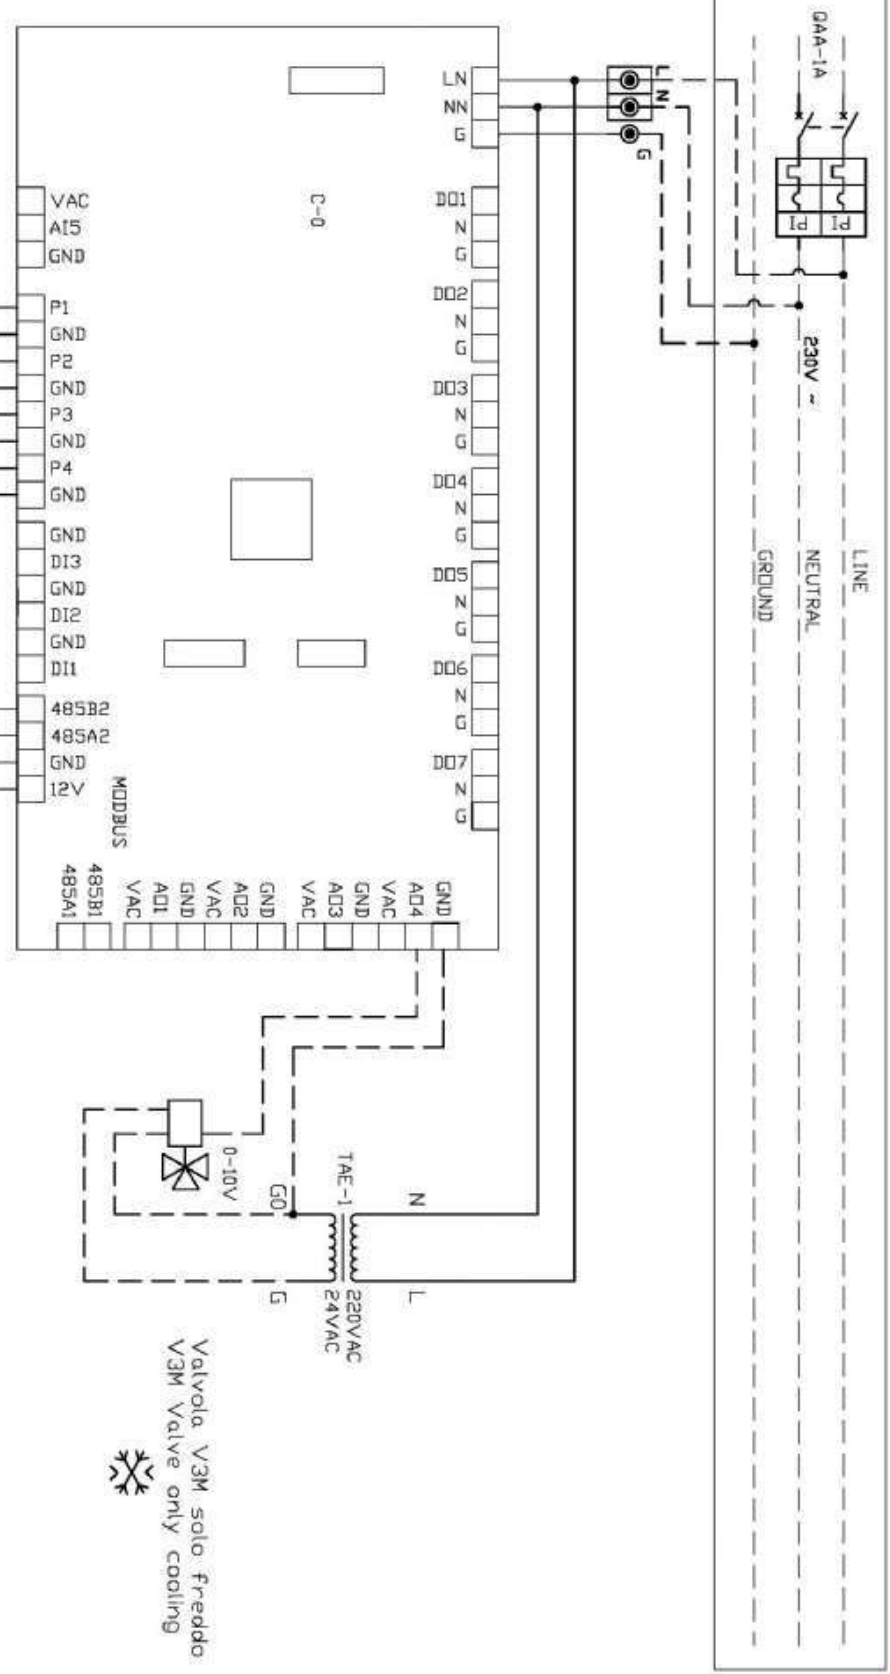 QAA-1A
PI
PI
230V ~
LINE
NEUTRAL
GROUND
L
N
G
LN
NN
G
C-0
DO1
N
G
DO2
N
G
DO3
N
G
DO4
N
G
DO5
N
G
DO6
N
G
DO7
N
G
VAC
AI5
GND
P1
GND
P2
GND
P3
GND
P4
GND
GND
DI3
GND
DI2
GND
DI1
485B2
485A2
GND
12V
MODBUS
485A1
485B1
VAC
AO1
GND
VAC
AO2
GND
VAC
AO3
GND
VAC
AO4
GND
0-10V
TAE-1
N
L
G0
G
220VAC
24VAC
Valvola V3M solo freddo
V3M Valve only cooling